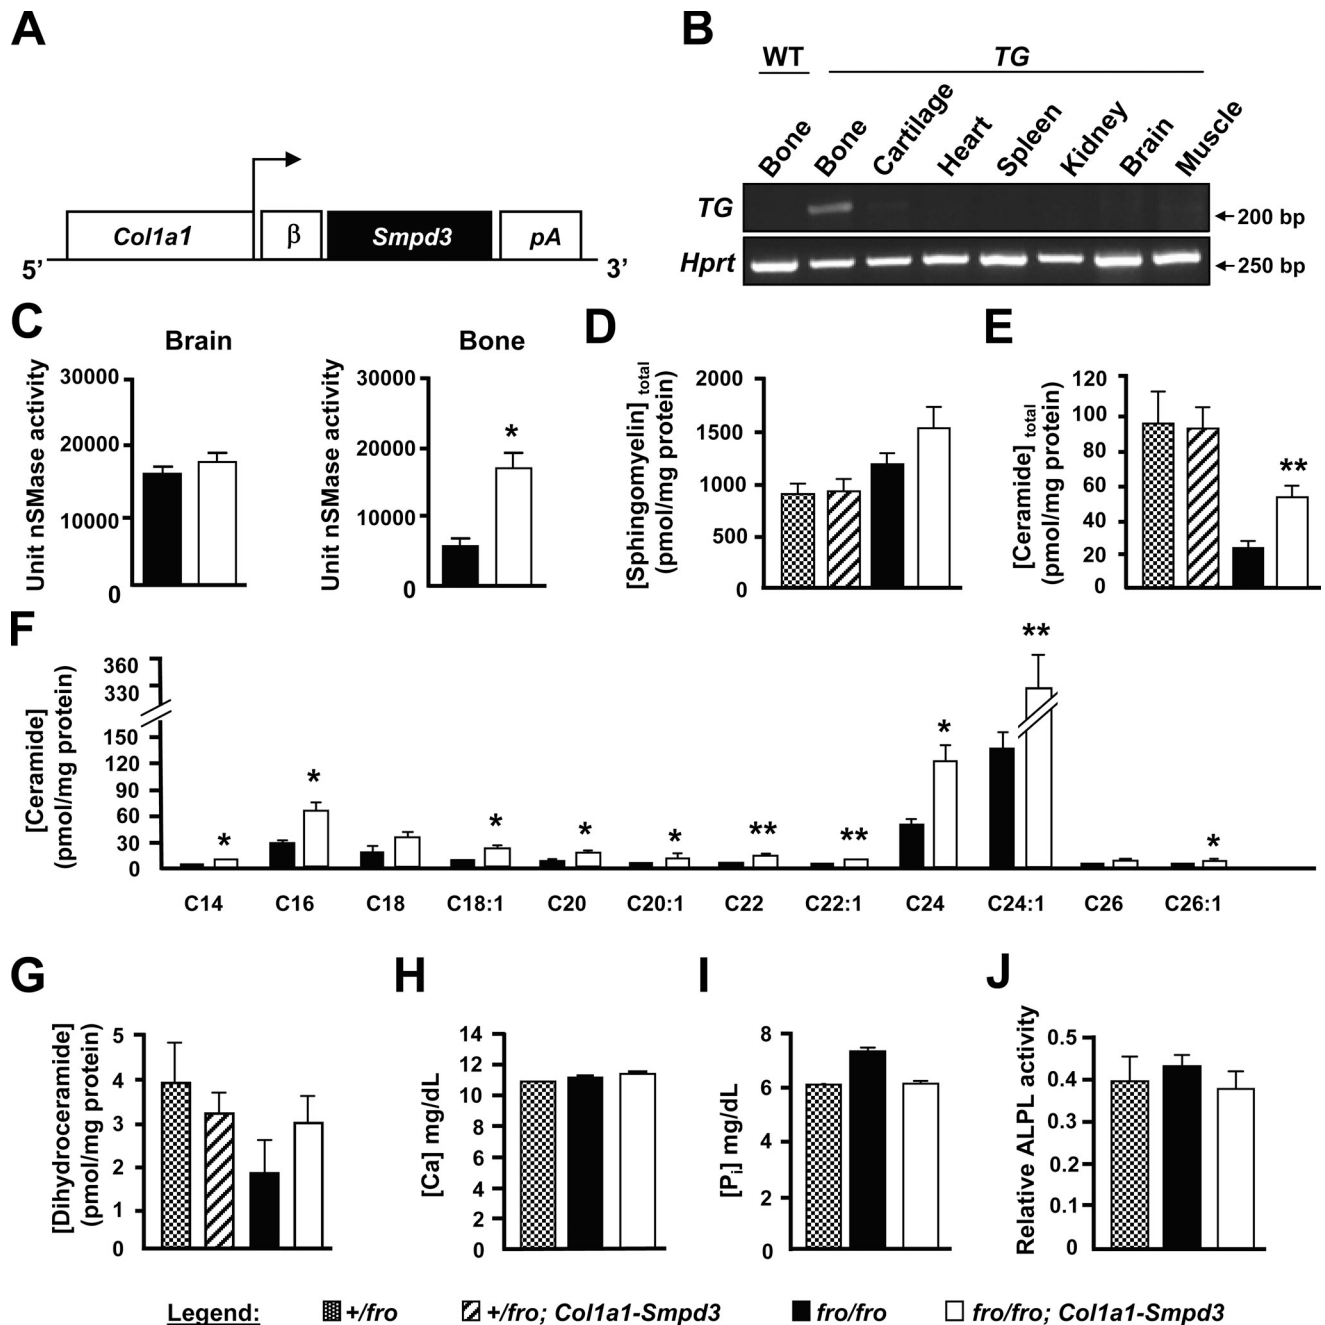 A
Col1a1
β
Smpd3
pA
5’
3’
B
WT
TG
Bone
Bone
Cartilage
Heart
Spleen
Kidney
Brain
Muscle
TG
200 bp
Hprt
250 bp
C
Brain
Unit nSMase activity
30000
20000
10000
0
Bone
Unit nSMase activity
30000
20000
10000
0
*
D
[Sphingomyelin] total
(pmol/mg protein)
2000
1500
1000
500
0
E
[Ceramide] total
(pmol/mg protein)
120
100
80
60
40
20
0
**
F
[Ceramide]
(pmol/mg protein)
360
330
150
120
90
60
30
0
* * * * * ** ** * ** *
C14 C16 C18 C18:1 C20 C20:1 C22 C22:1 C24 C24:1 C26 C26:1
G
[Dihydroceramide]
(pmol/mg protein)
5
4
3
2
1
0
H
[Ca] mg/dL
14
12
10
8
6
4
2
0
I
[Pi] mg/dL
8
6
4
2
0
J
Relative ALPL activity
0.5
0.4
0.3
0.2
0.1
0
Legend: +/fro +/fro; Col1a1-Smpd3 fro/fro fro/fro; Col1a1-Smpd3